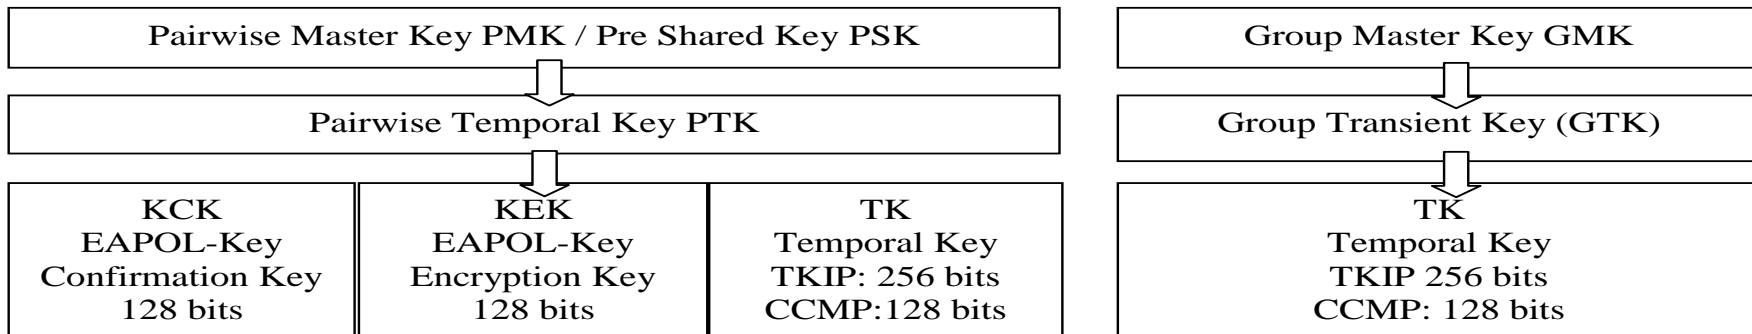 Pairwise Master Key PMK / Pre Shared Key PSK
Pairwise Temporal Key PTK
KCK
EAPOL-Key
Confirmation Key
128 bits
KEK
EAPOL-Key
Encryption Key
128 bits
TK
Temporal Key
TKIP: 256 bits
CCMP:128 bits
Group Master Key GMK
Group Transient Key (GTK)
TK
Temporal Key
TKIP 256 bits
CCMP: 128 bits